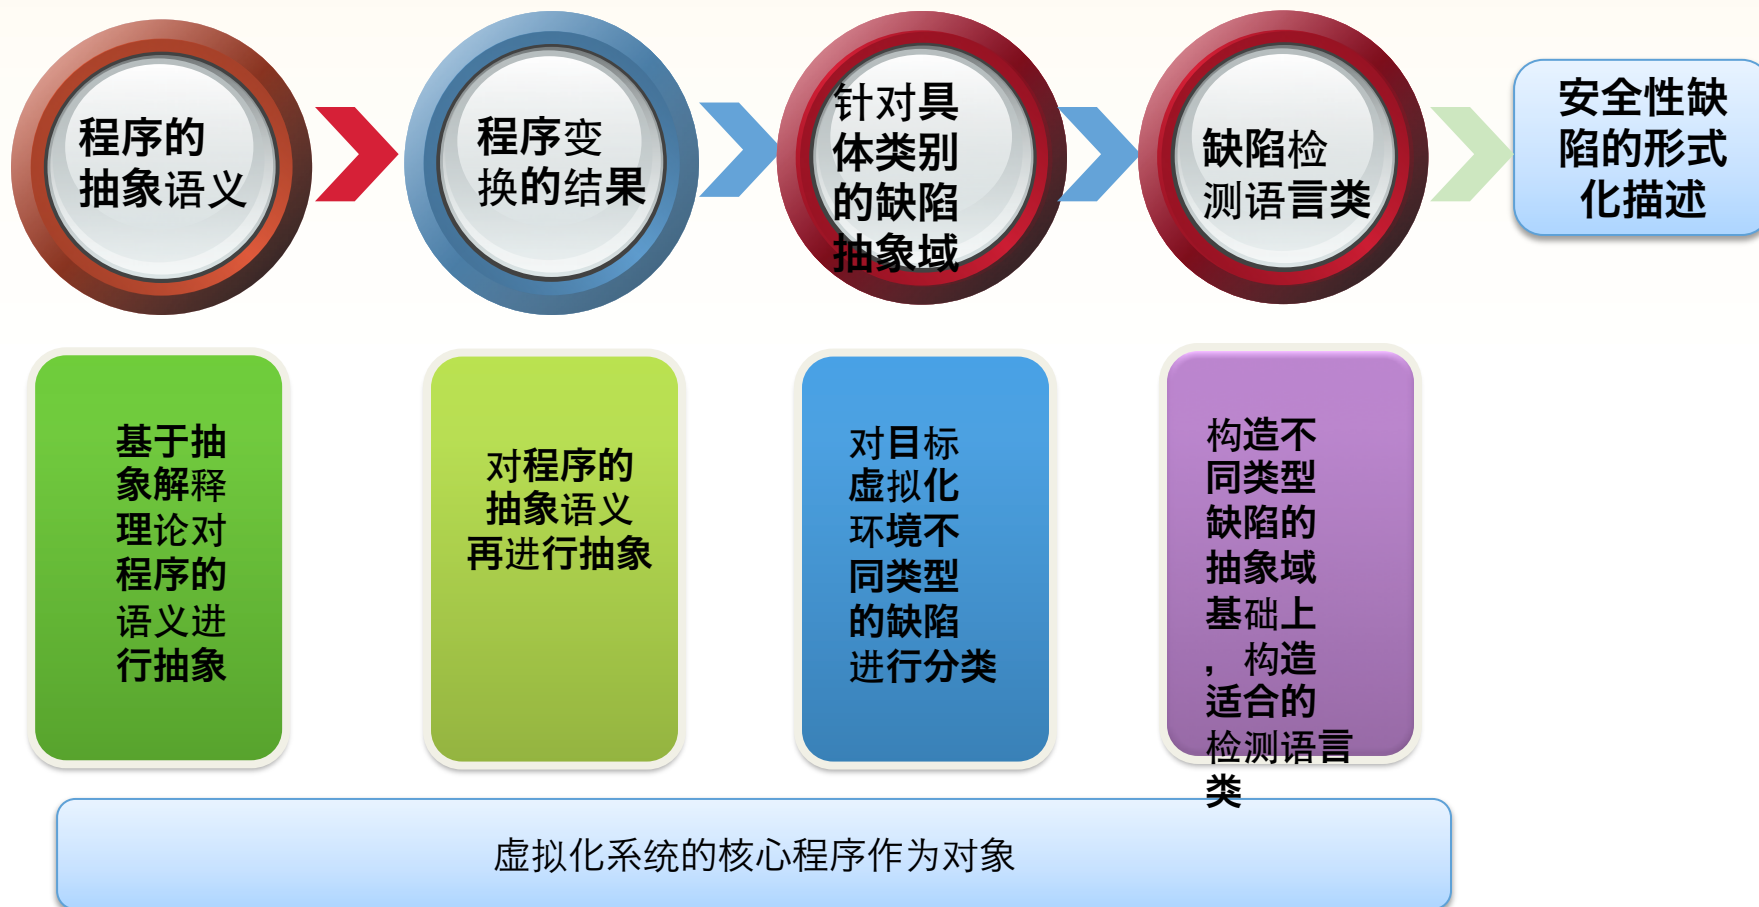 程序的
抽象语义
程序变
换的结果
针对具
体类别
的缺陷
抽象域
缺陷检
测语言类
安全性缺
陷的形式
化描述
基于抽
象解释
理论对
程序的
语义进
行抽象
对程序的
抽象语义
再进行抽象
对目标
虚拟化
环境不
同类型
的缺陷
进行分类
构造不
同类型
缺陷的
抽象域
基础上
，构造
适合的
检测语言
类
虚拟化系统的核心程序作为对象